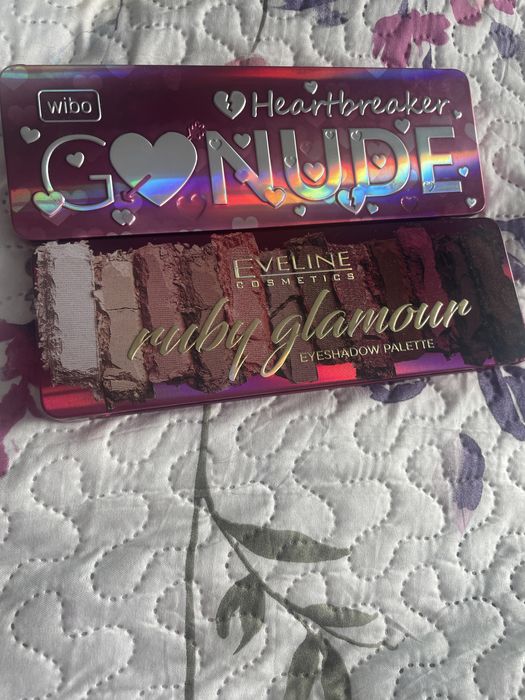 wibo
Heartbreaker
GO NUDE
EVELINE
COSMETICS
ruby glamour
EYESHADOW PALETTE